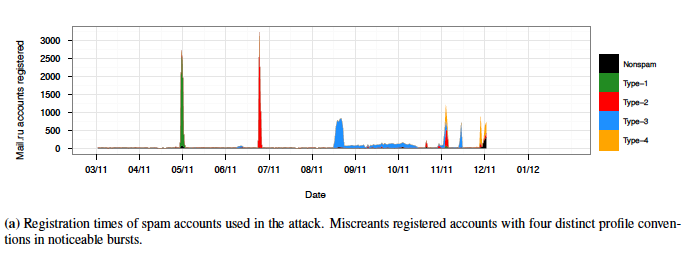 Mail.ru accounts registered
3000
2500
2000
1500
1000
500
0
03/11 04/11 05/11 06/11 07/11 08/11 09/11 10/11 11/11 12/11 01/12
Date
Nonspam
Type-1
Type-2
Type-3
Type-4
(a) Registration times of spam accounts used in the attack. Miscreants registered accounts with four distinct profile conven-
tions in noticeable bursts.